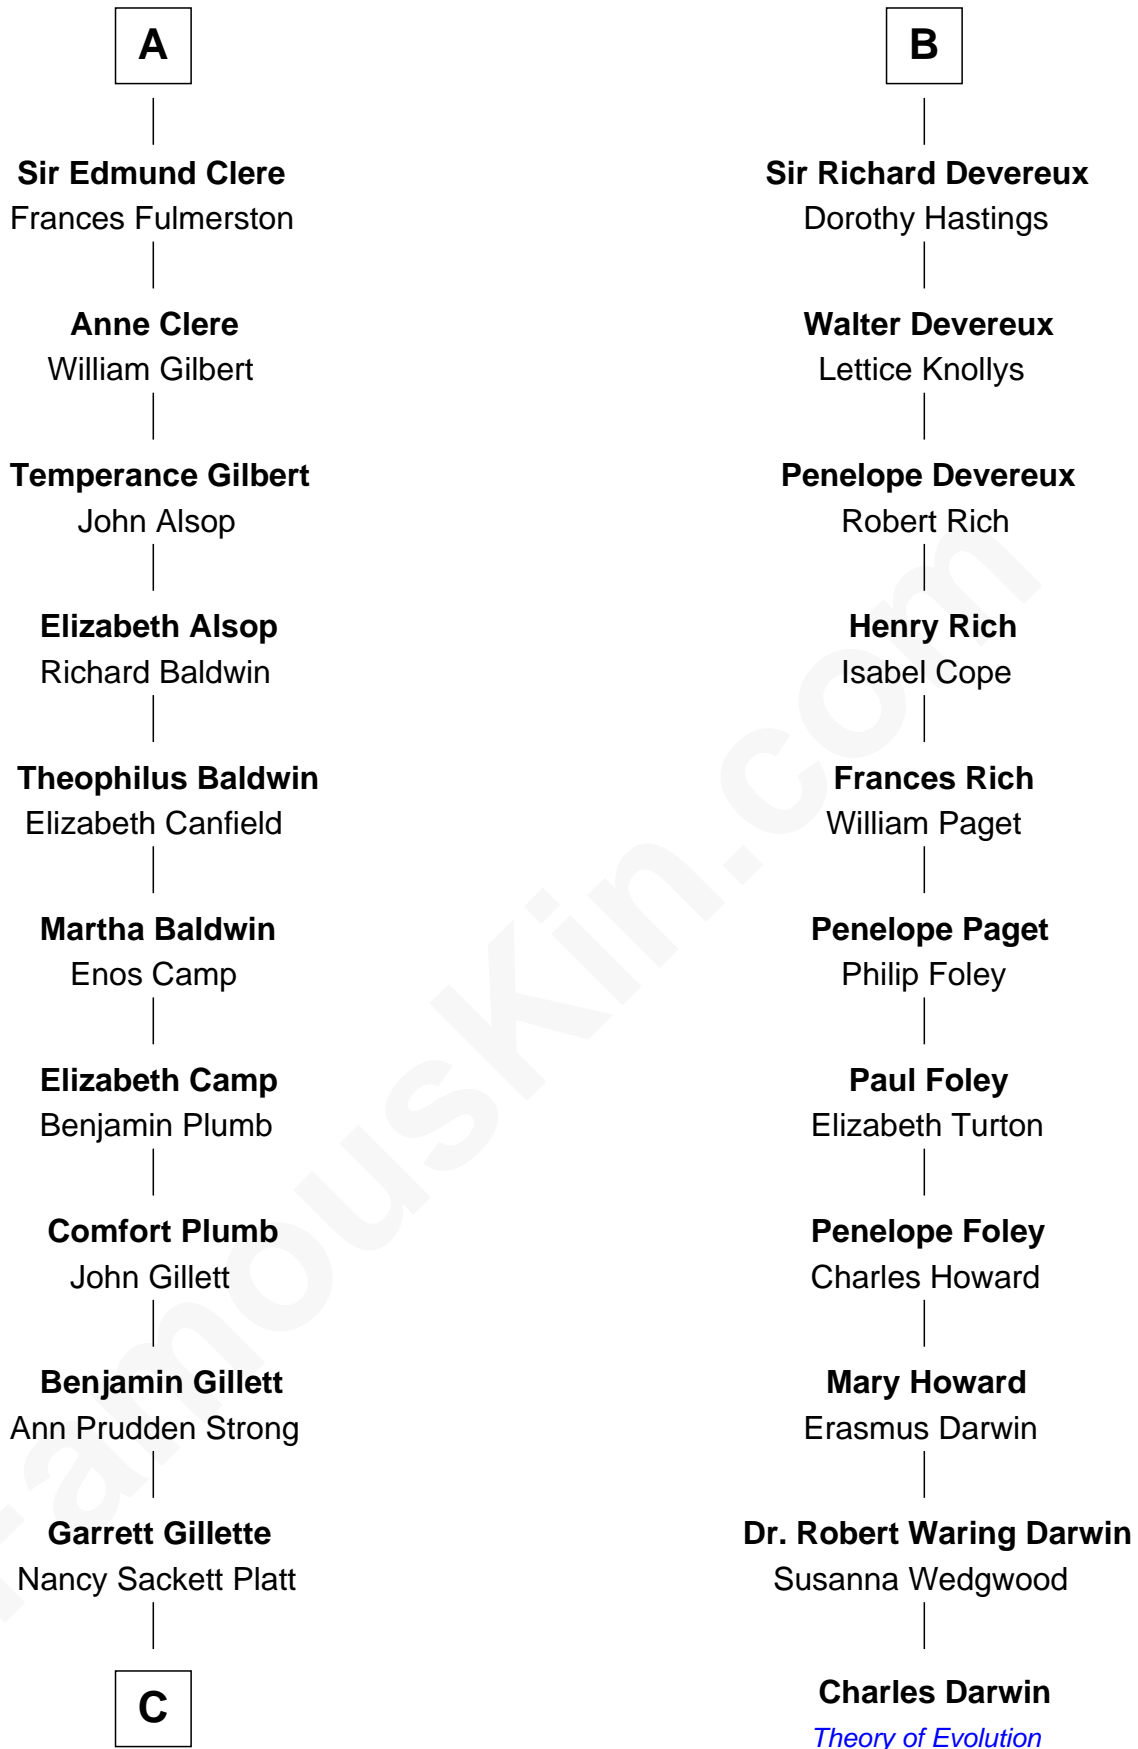 A
Sir Edmund Clere
Frances Fulmerston
Anne Clere
William Gilbert
Temperance Gilbert
John Alsop
Elizabeth Alsop
Richard Baldwin
Theophilus Baldwin
Elizabeth Canfield
Martha Baldwin
Enos Camp
Elizabeth Camp
Benjamin Plumb
Comfort Plumb
John Gillett
Benjamin Gillett
Ann Prudden Strong
Garrett Gillette
Nancy Sackett Platt
C
B
Sir Richard Devereux
Dorothy Hastings
Walter Devereux
Lettice Knollys
Penelope Devereux
Robert Rich
Henry Rich
Isabel Cope
Frances Rich
William Paget
Penelope Paget
Philip Foley
Paul Foley
Elizabeth Turton
Penelope Foley
Charles Howard
Mary Howard
Erasmus Darwin
Dr. Robert Waring Darwin
Susanna Wedgwood
Charles Darwin
Theory of Evolution
FamousKin.com